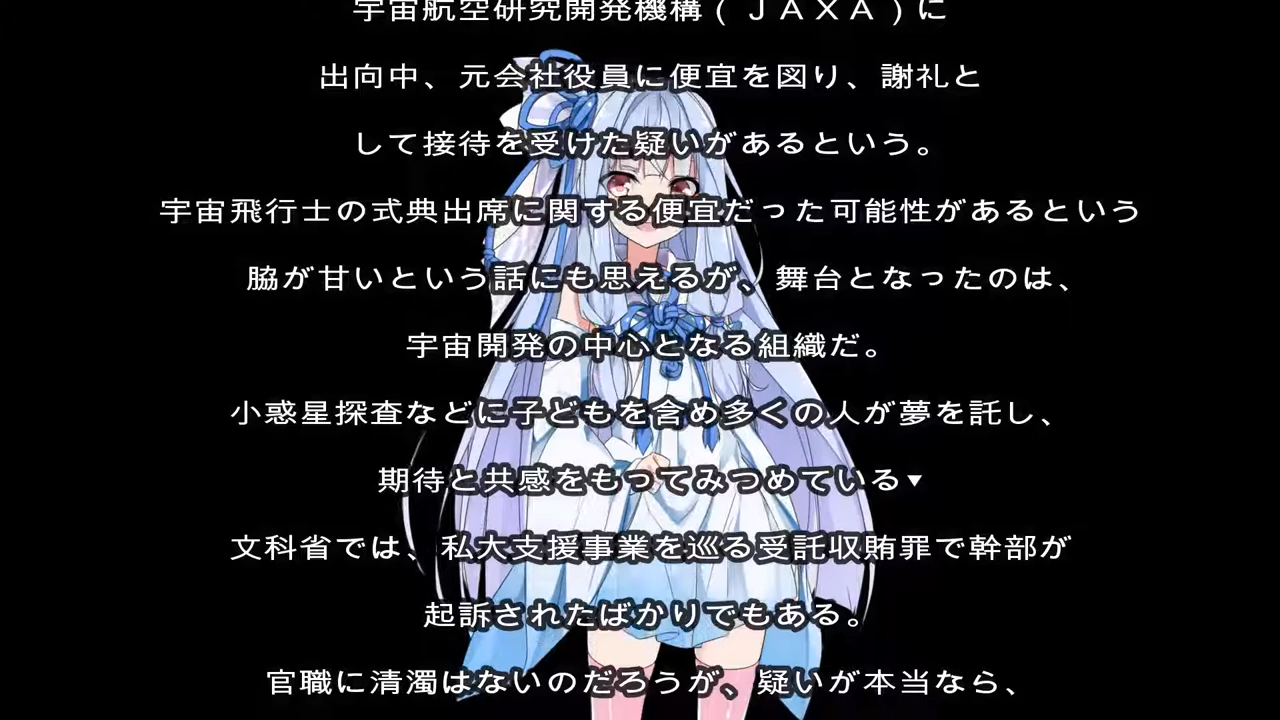 宇宙航空研究開発機構（ＪＡＸＡ）に
出向中、元会社役員に便宜を図り、謝礼と
して接待を受けた疑いがあるという。
宇宙飛行士の式典出席に関する便宜だった可能性があるという
脇が甘いという話にも思えるが、舞台となったのは、
宇宙開発の中心となる組織だ。
小惑星探査などに子どもを含め多くの人が夢を託し、
期待と共感をもってみつめている▼
文科省では、私大支援事業を巡る受託収賄罪で幹部が
起訴されたばかりでもある。
官職に清濁はないのだろうが、疑いが本当なら、